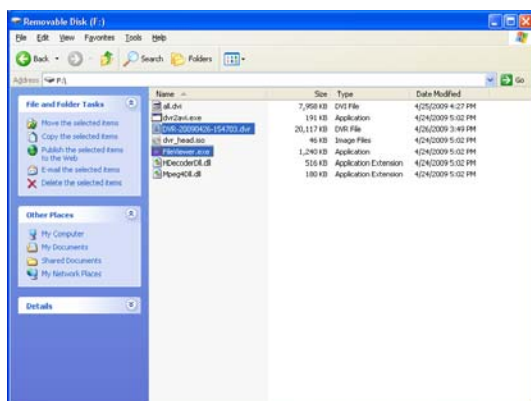 Removable Disk (F:)
File Edit View Favorites Tools Help
Back Search Folders
Address F:\ Go
Name Size Type Date Modified
File and Folder Tasks
Move the selected items
Copy the selected items
Publish the selected items to the Web
E-mail the selected items
Delete the selected items
all.dvi 7,958 KB DVI File 4/25/2009 4:27 PM
dvr2avi.exe 191 KB Application 4/24/2009 5:02 PM
DVR-20090426-154703.dvr 20,117 KB DVR File 4/26/2009 3:49 PM
dvr_head.iso 46 KB Image Files 4/24/2009 5:02 PM
FileViewer.exe 1,240 KB Application 4/24/2009 5:02 PM
HDecoderDll.dll 516 KB Application Extension 4/24/2009 5:02 PM
Mpeg4Dll.dll 180 KB Application Extension 4/24/2009 5:02 PM
Other Places
My Computer
My Documents
Shared Documents
My Network Places
Details